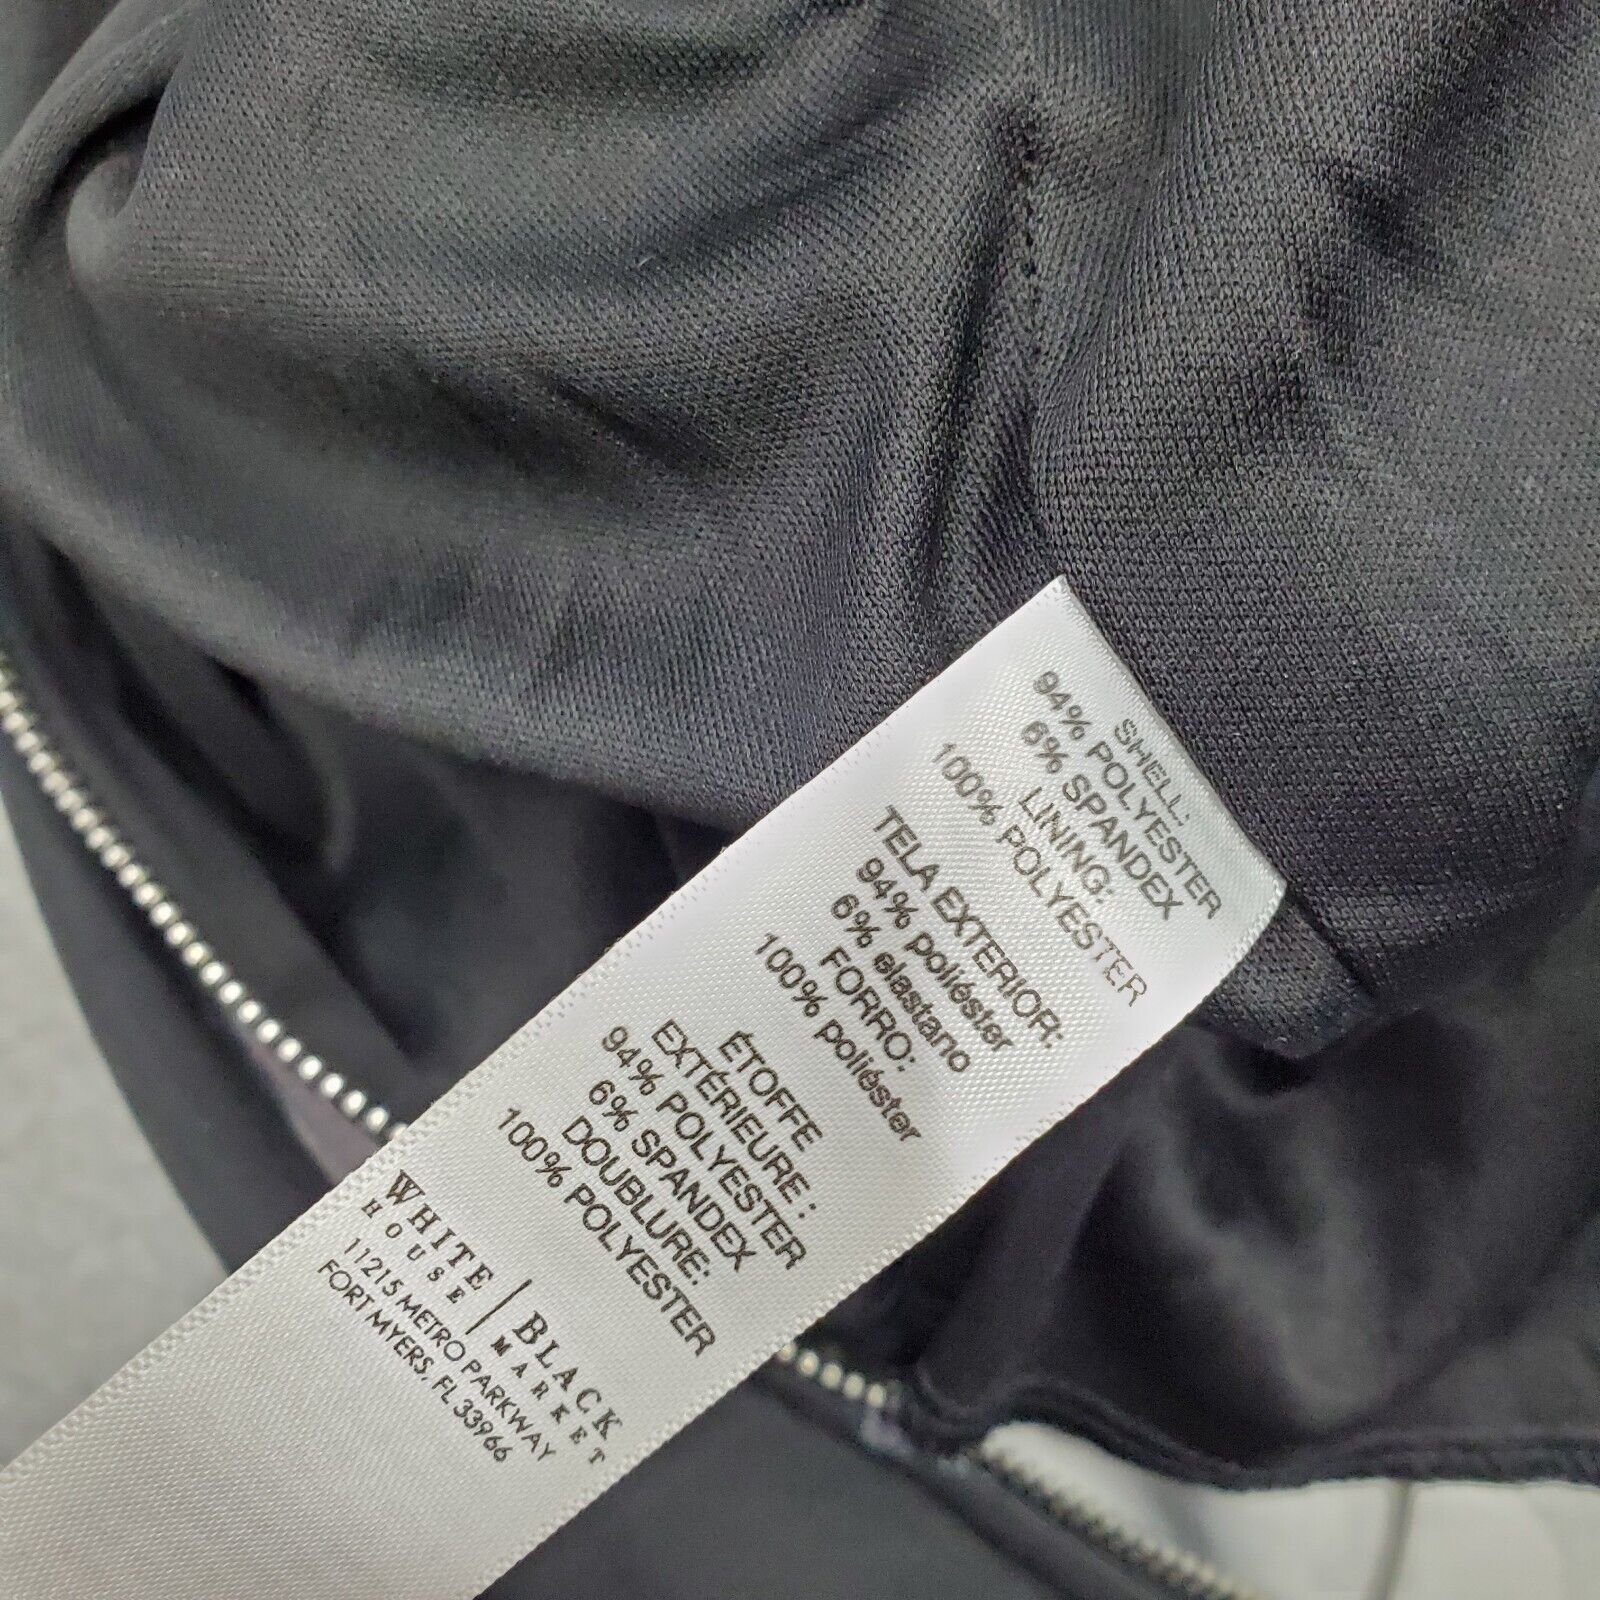 SHELL:
94% POLYESTER
6% SPANDEX
LINING:
100% POLYESTER
TELA EXTERIOR:
94% poliéster
6% elastano
FORRO:
100% poliéster
ÉTOFFE
EXTÉRIEURE :
94% POLYESTER
6% SPANDEX
DOUBLURE:
100% POLYESTER
WHITE | BLACK
HOUSE | MARKET
11215 METRO PARKWAY
FORT MYERS, FL 33966